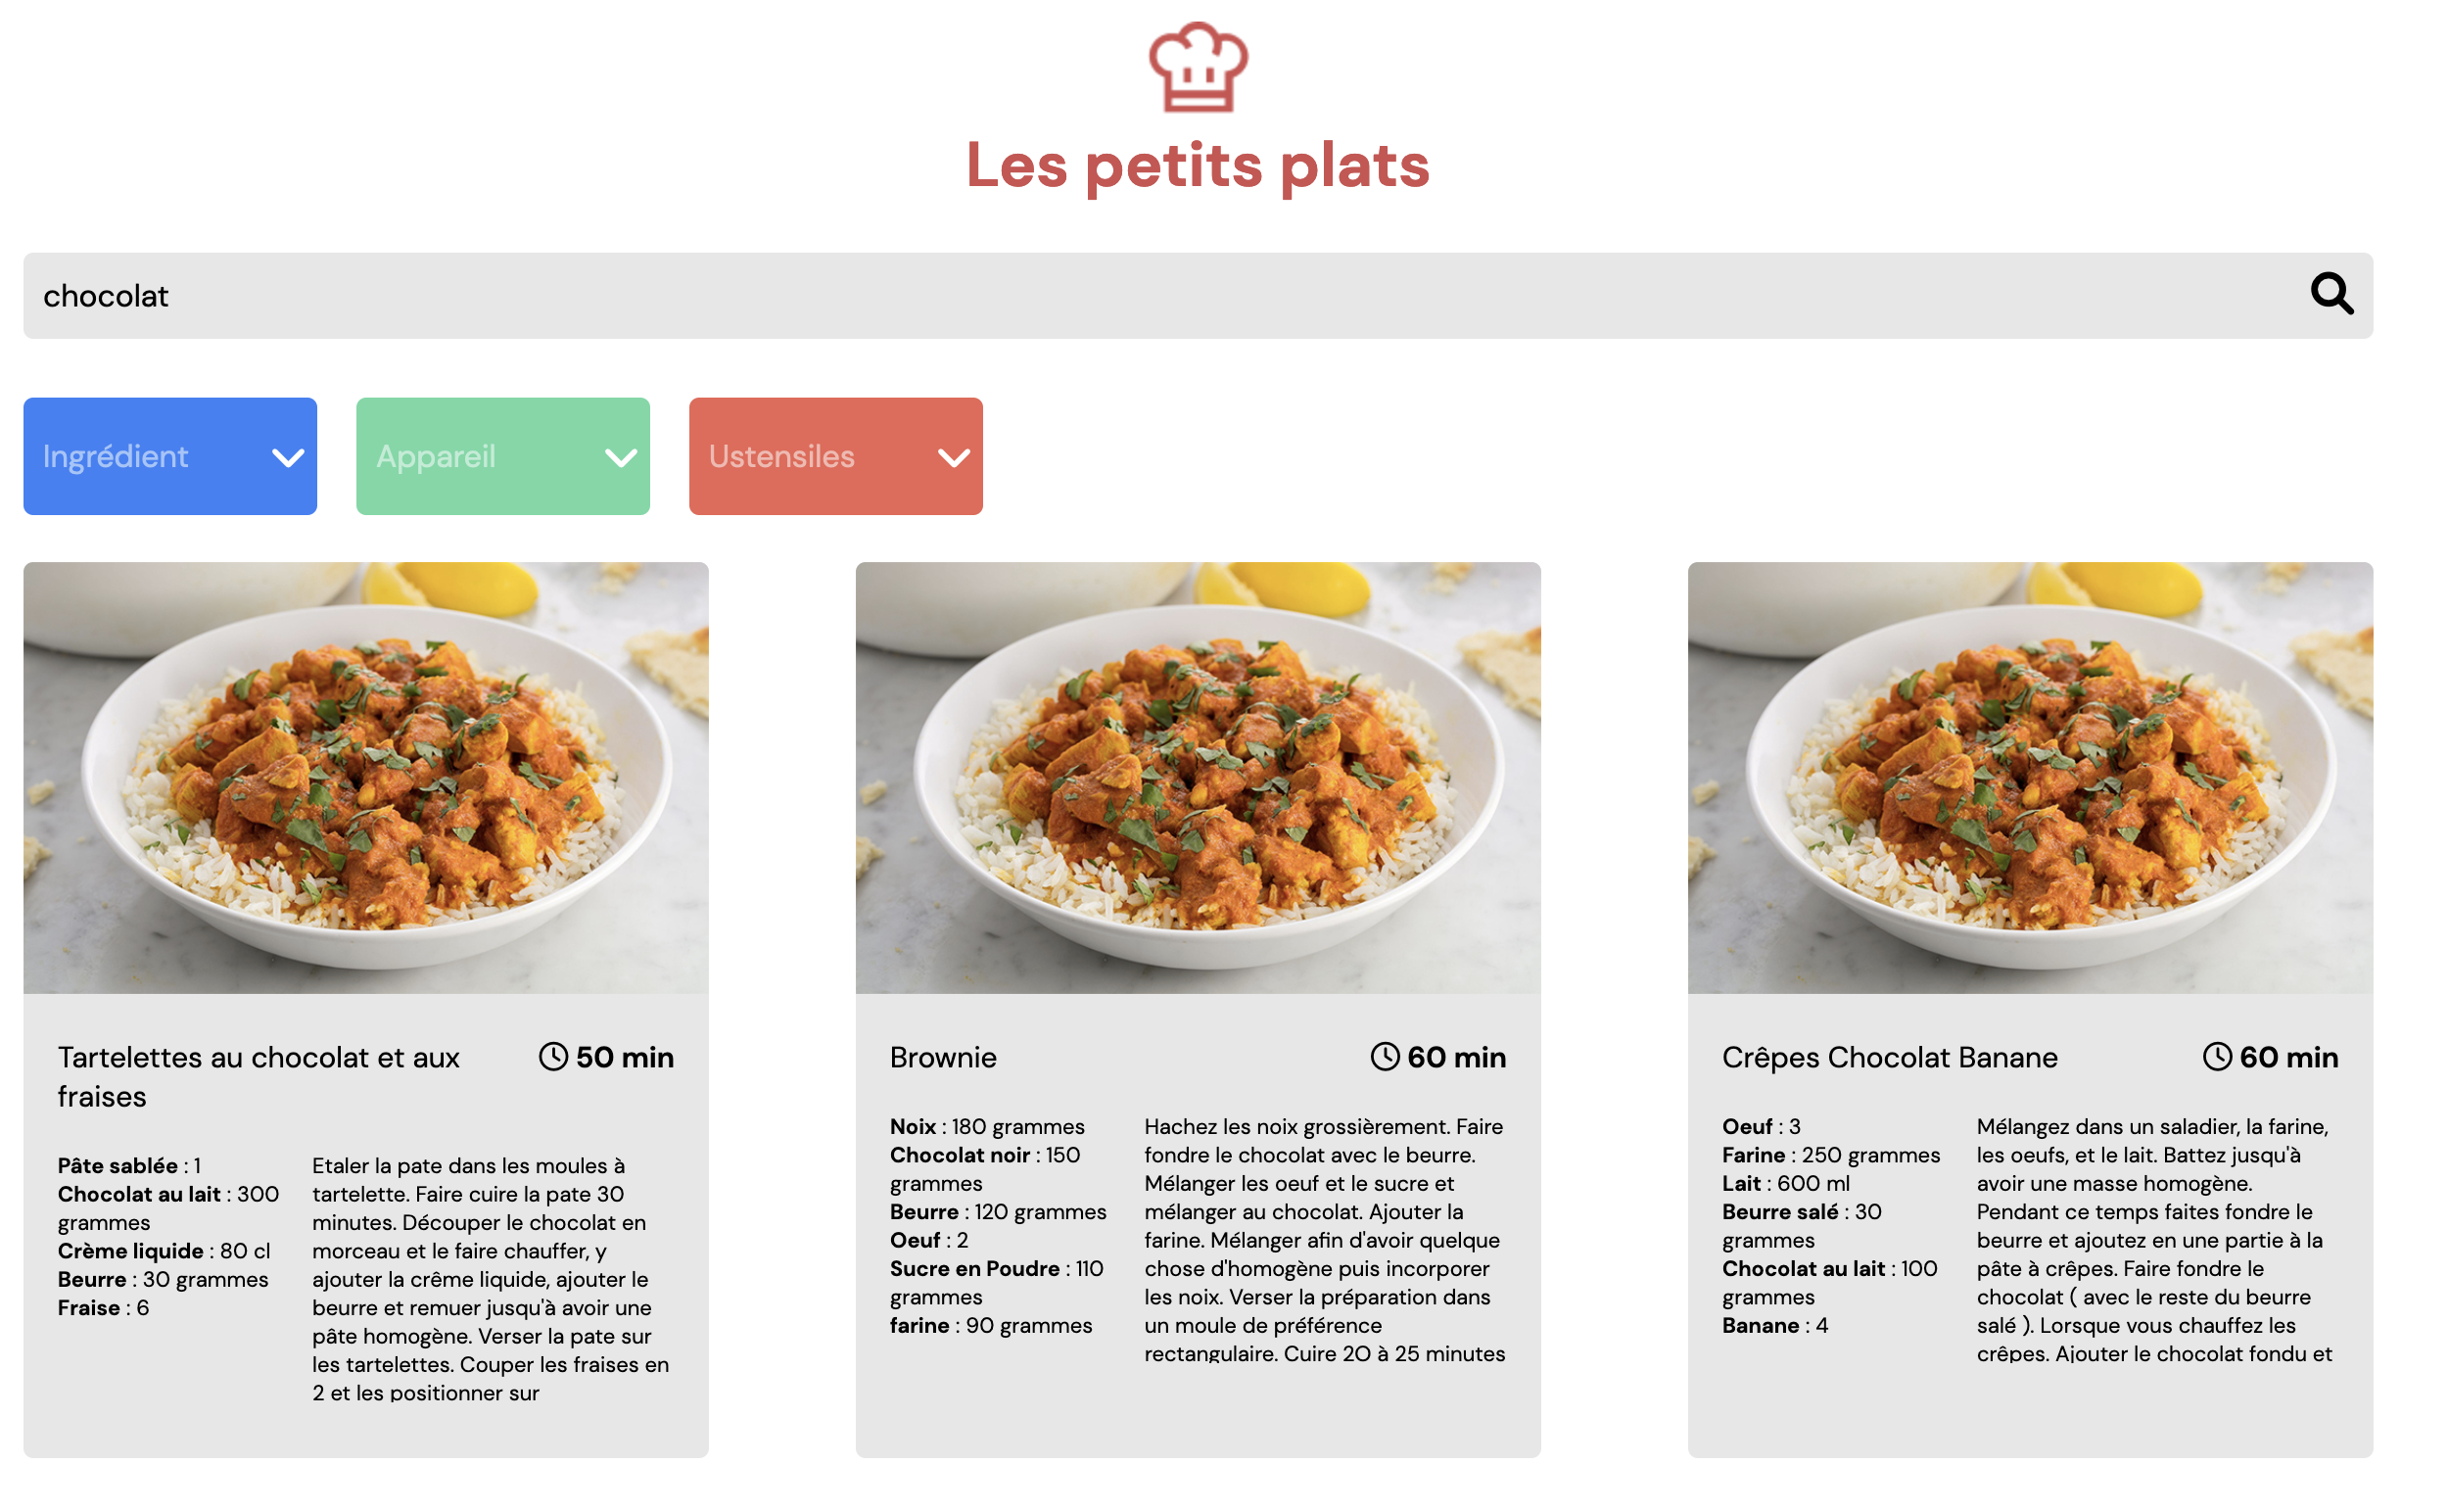 Les petits plats
chocolat
Ingrédient
Appareil
Ustensiles
Tartelettes au chocolat et aux
fraises
50 min
Pâte sablée : 1
Chocolat au lait : 300
grammes
Crème liquide : 80 cl
Beurre : 30 grammes
Fraise : 6
Etaler la pate dans les moules à
tartelette. Faire cuire la pate 30
minutes. Découper le chocolat en
morceau et le faire chauffer, y
ajouter la crême liquide, ajouter le
beurre et remuer jusqu'à avoir une
pâte homogène. Verser la pate sur
les tartelettes. Couper les fraises en
2 et les positionner sur
Brownie
60 min
Noix : 180 grammes
Chocolat noir : 150
grammes
Beurre : 120 grammes
Oeuf : 2
Sucre en Poudre : 110
grammes
farine : 90 grammes
Hachez les noix grossièrement. Faire
fondre le chocolat avec le beurre.
Mélanger les oeuf et le sucre et
mélanger au chocolat. Ajouter la
farine. Mélanger afin d'avoir quelque
chose d'homogène puis incorporer
les noix. Verser la préparation dans
un moule de préférence
rectangulaire. Cuire 2O à 25 minutes
Crêpes Chocolat Banane
60 min
Oeuf : 3
Farine : 250 grammes
Lait : 600 ml
Beurre salé : 30
grammes
Chocolat au lait : 100
grammes
Banane : 4
Mélangez dans un saladier, la farine,
les oeufs, et le lait. Battez jusqu'à
avoir une masse homogène.
Pendant ce temps faites fondre le
beurre et ajoutez en une partie à la
pâte à crêpes. Faire fondre le
chocolat ( avec le reste du beurre
salé ). Lorsque vous chauffez les
crêpes. Ajouter le chocolat fondu et